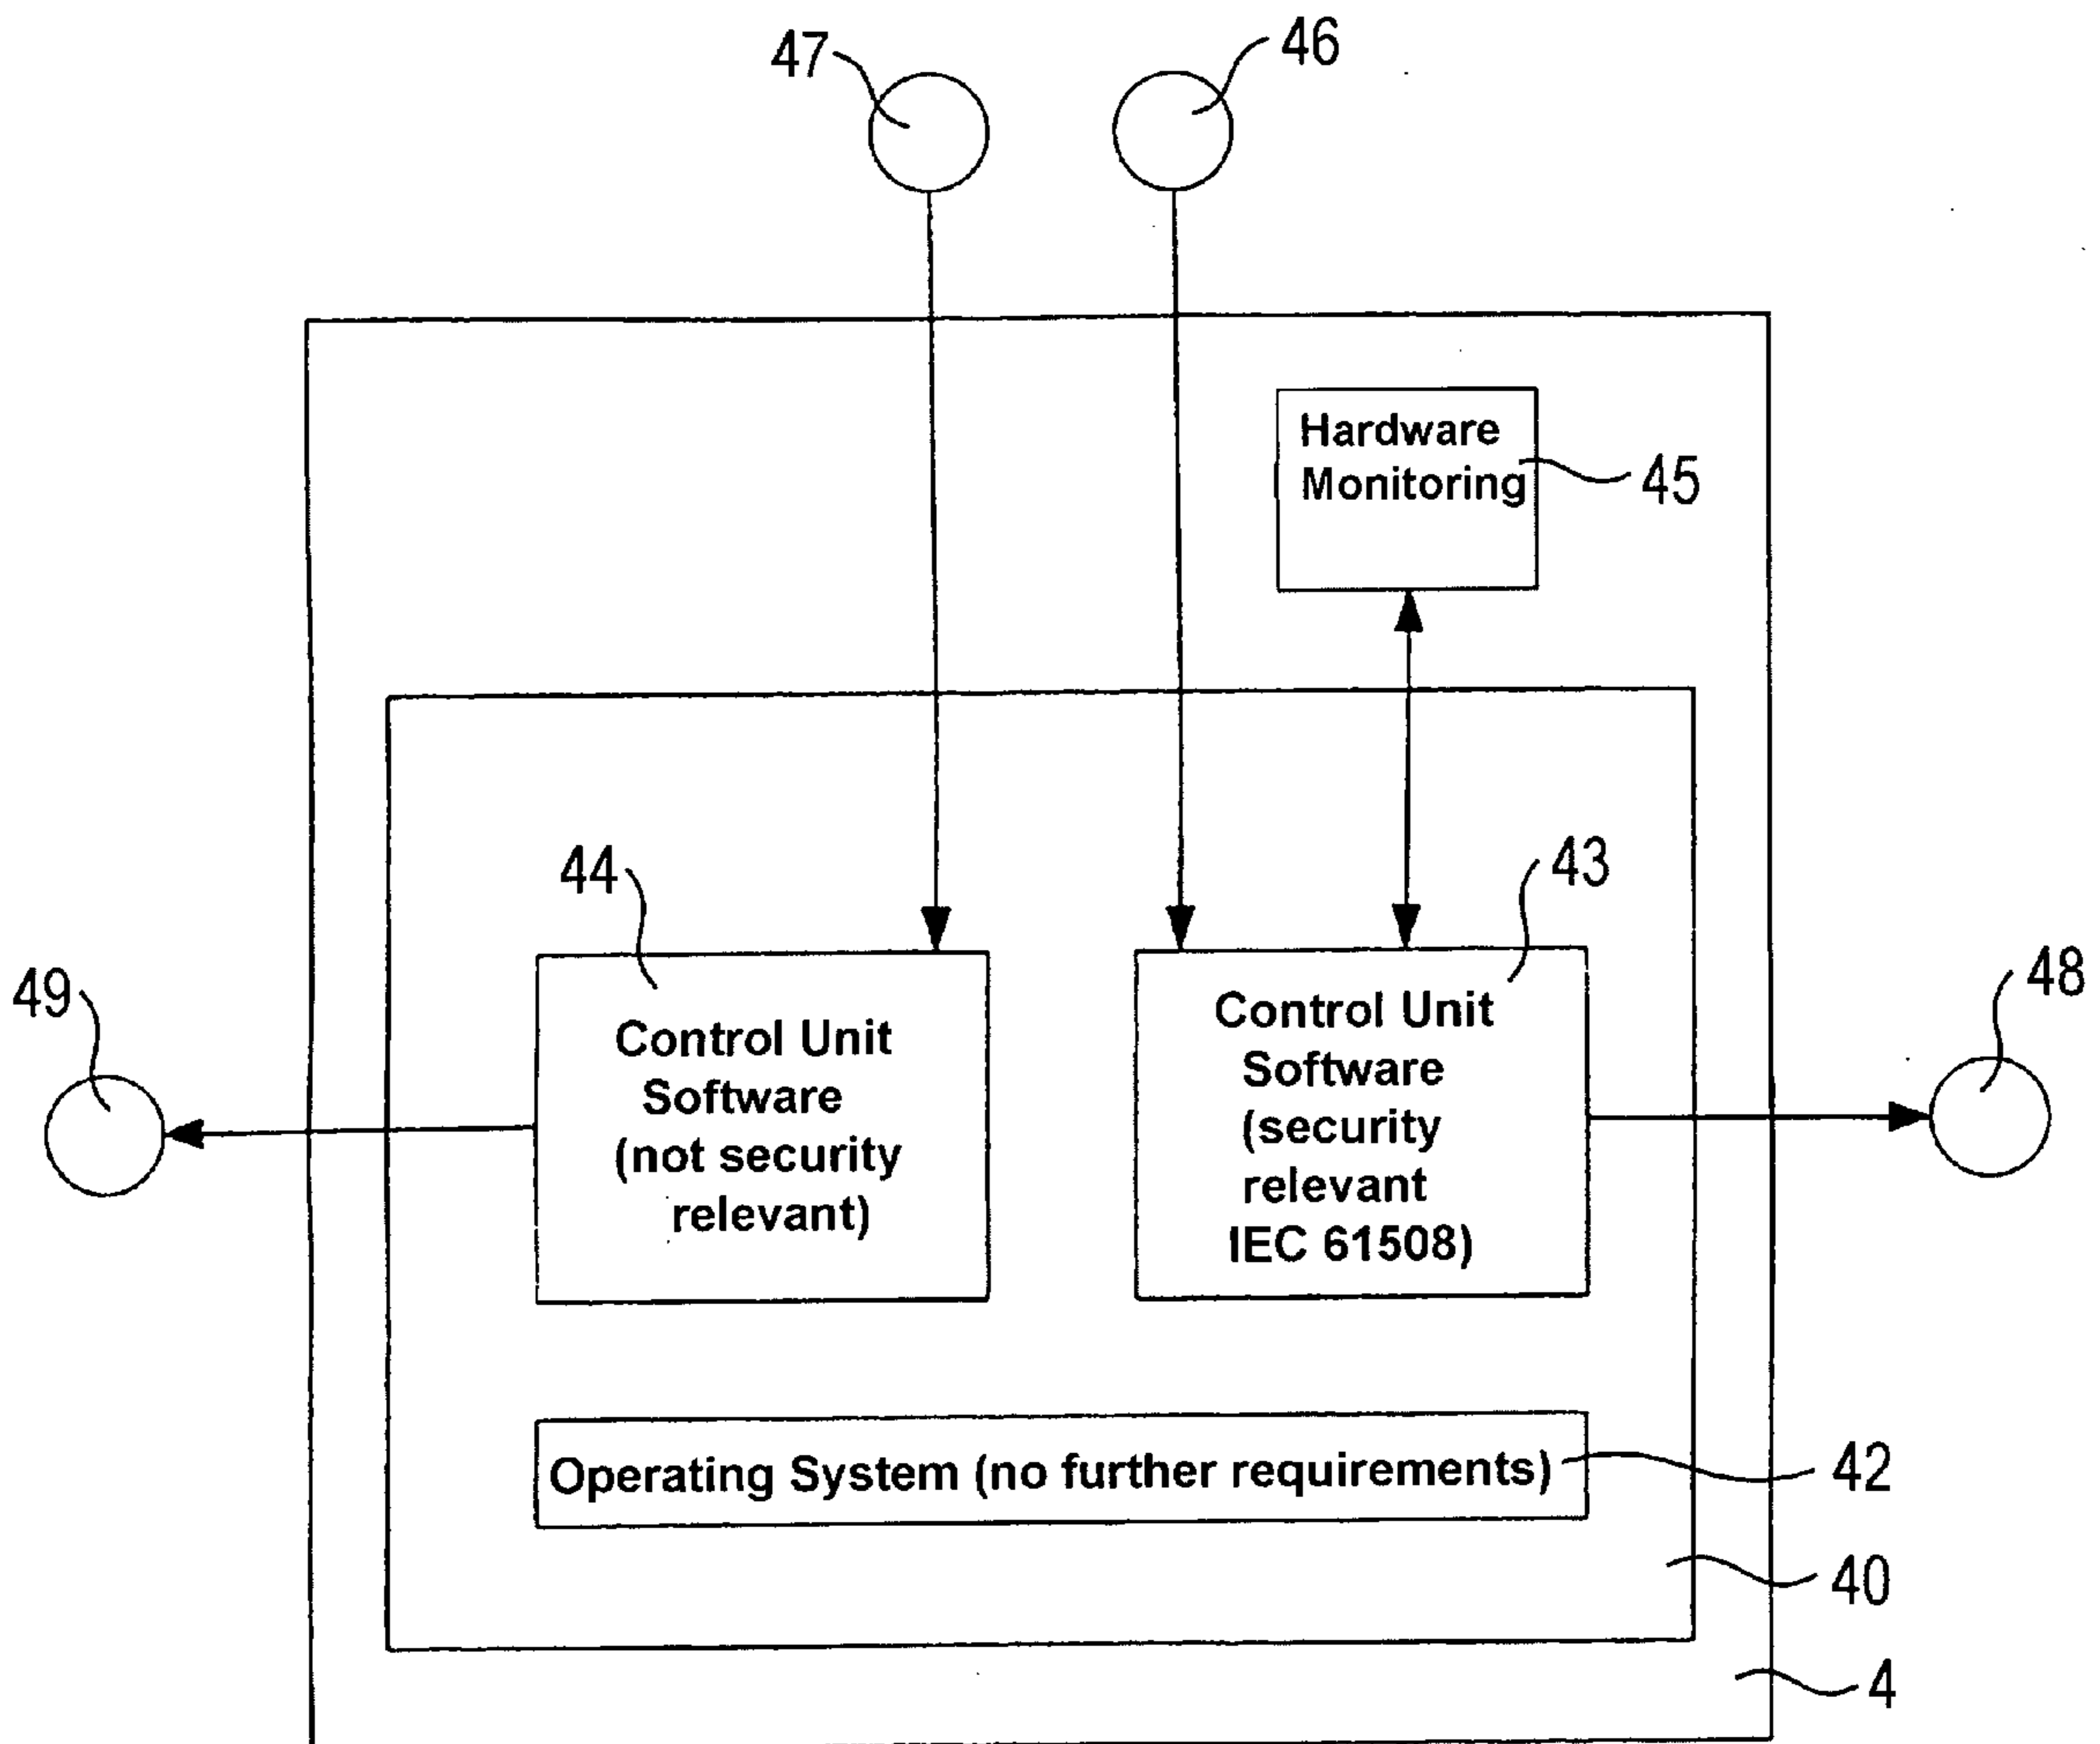 47
46
Hardware
Monitoring
45
44
43
49
48
Control Unit
Software
(not security
relevant)
Control Unit
Software
(security
relevant
IEC 61508)
Operating System (no further requirements)
42
40
4